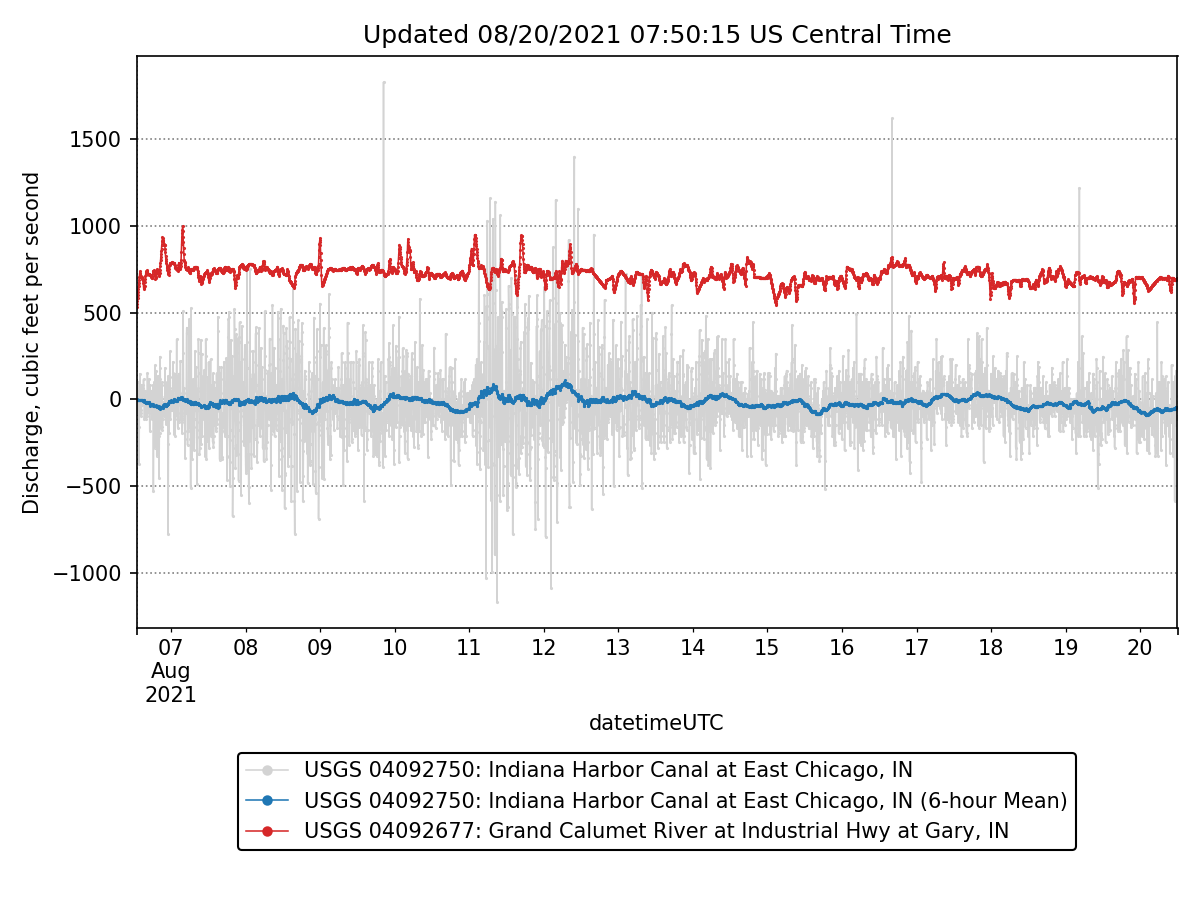 Updated 08/20/2021 07:50:15 US Central Time
Discharge, cubic feet per second
1500
1000
500
0
−500
−1000
07 08 09 10 11 12 13 14 15 16 17 18 19 20
Aug
2021
datetimeUTC
USGS 04092750: Indiana Harbor Canal at East Chicago, IN
USGS 04092750: Indiana Harbor Canal at East Chicago, IN (6-hour Mean)
USGS 04092677: Grand Calumet River at Industrial Hwy at Gary, IN